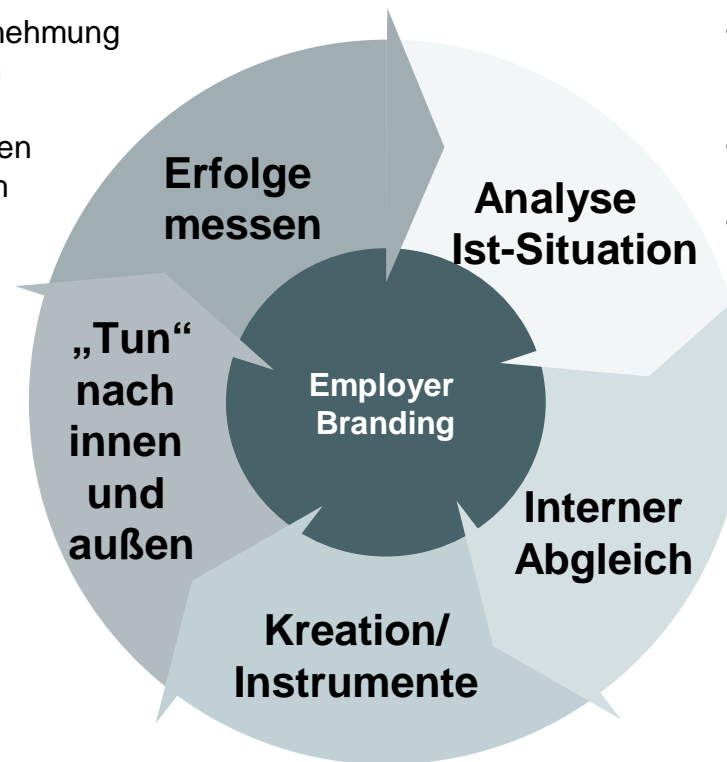 Erfolge
messen
Analyse
Ist-Situation
„Tun“
nach
innen
und
außen
Employer
Branding
Interner
Abgleich
Kreation/
Instrumente